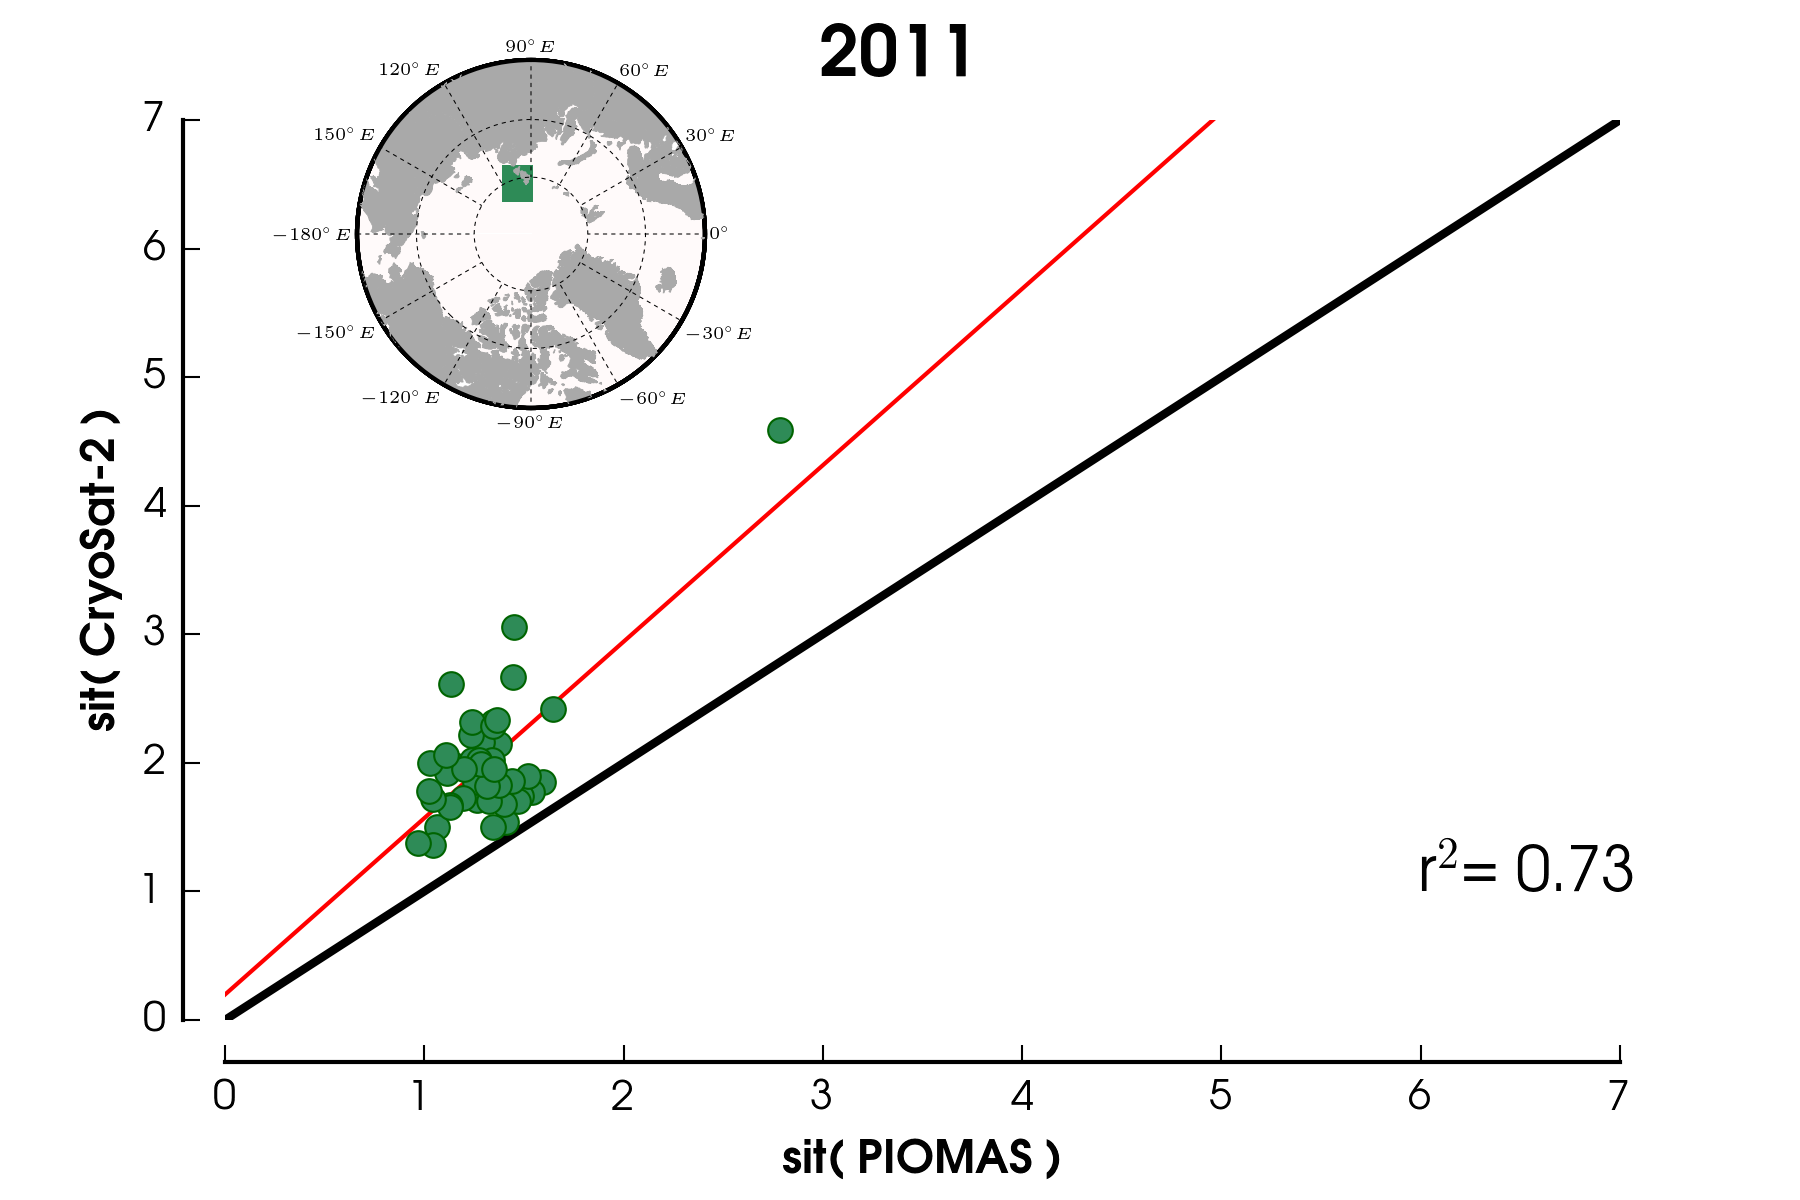 2011
90° E
120° E
60° E
150° E
30° E
−180° E
0°
−150° E
−30° E
−120° E
−60° E
−90° E
7
6
5
4
3
2
1
0
sit( CryoSat-2 )
r²= 0.73
0 1 2 3 4 5 6 7
sit( PIOMAS )